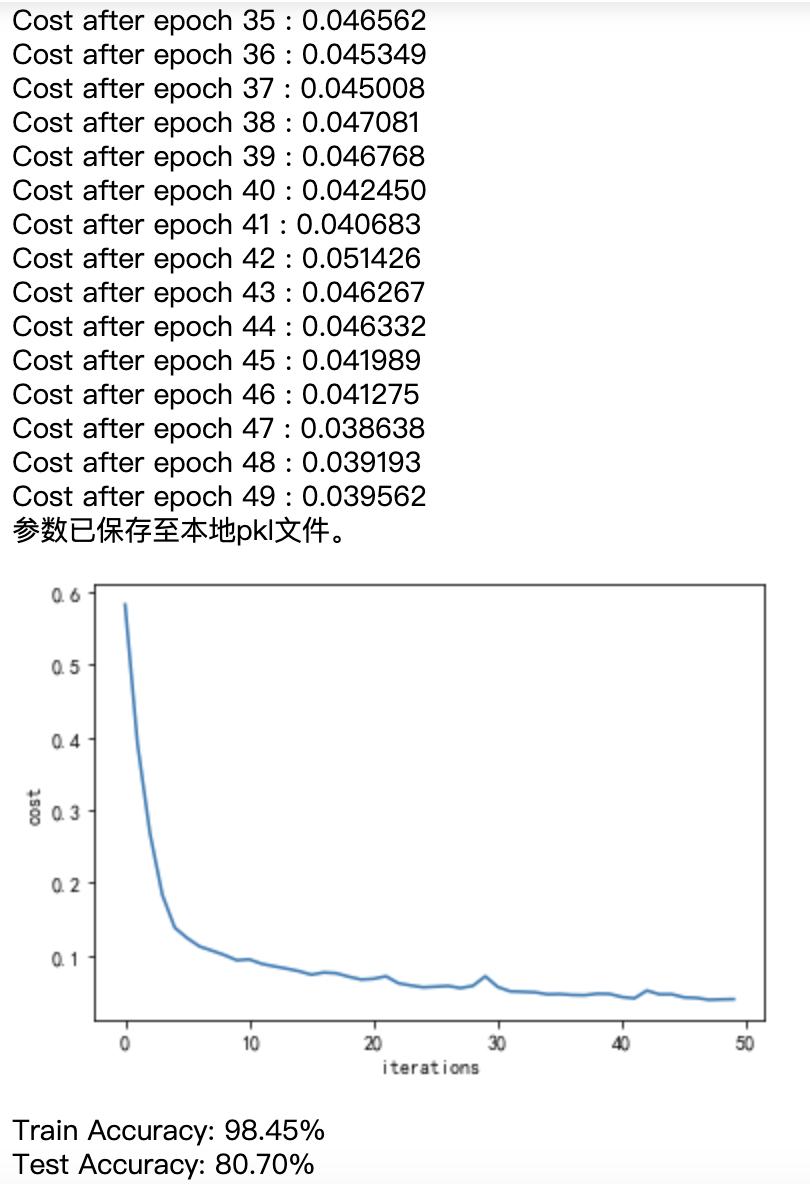 Cost after epoch 35 : 0.046562
Cost after epoch 36 : 0.045349
Cost after epoch 37 : 0.045008
Cost after epoch 38 : 0.047081
Cost after epoch 39 : 0.046768
Cost after epoch 40 : 0.042450
Cost after epoch 41 : 0.040683
Cost after epoch 42 : 0.051426
Cost after epoch 43 : 0.046267
Cost after epoch 44 : 0.046332
Cost after epoch 45 : 0.041989
Cost after epoch 46 : 0.041275
Cost after epoch 47 : 0.038638
Cost after epoch 48 : 0.039193
Cost after epoch 49 : 0.039562
参数已保存至本地pkl文件。
0.6
0.5
0.4
0.3
0.2
0.1
cost
0 10 20 30 40 50
iterations
Train Accuracy: 98.45%
Test Accuracy: 80.70%